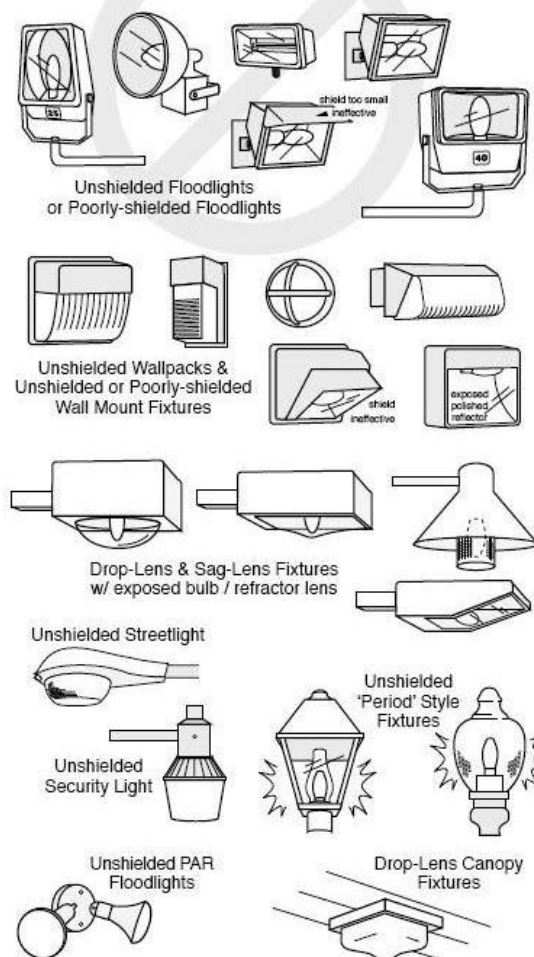 25
shield too small
ineffective
40
Unshielded Floodlights
or Poorly-shielded Floodlights
Unshielded Wallpacks &
Unshielded or Poorly-shielded
Wall Mount Fixtures
shield
ineffective
exposed
polished
reflector
Drop-Lens & Sag-Lens Fixtures
w/ exposed bulb / refractor lens
Unshielded Streetlight
Unshielded
Security Light
Unshielded
'Period' Style
Fixtures
Unshielded PAR
Floodlights
Drop-Lens Canopy
Fixtures